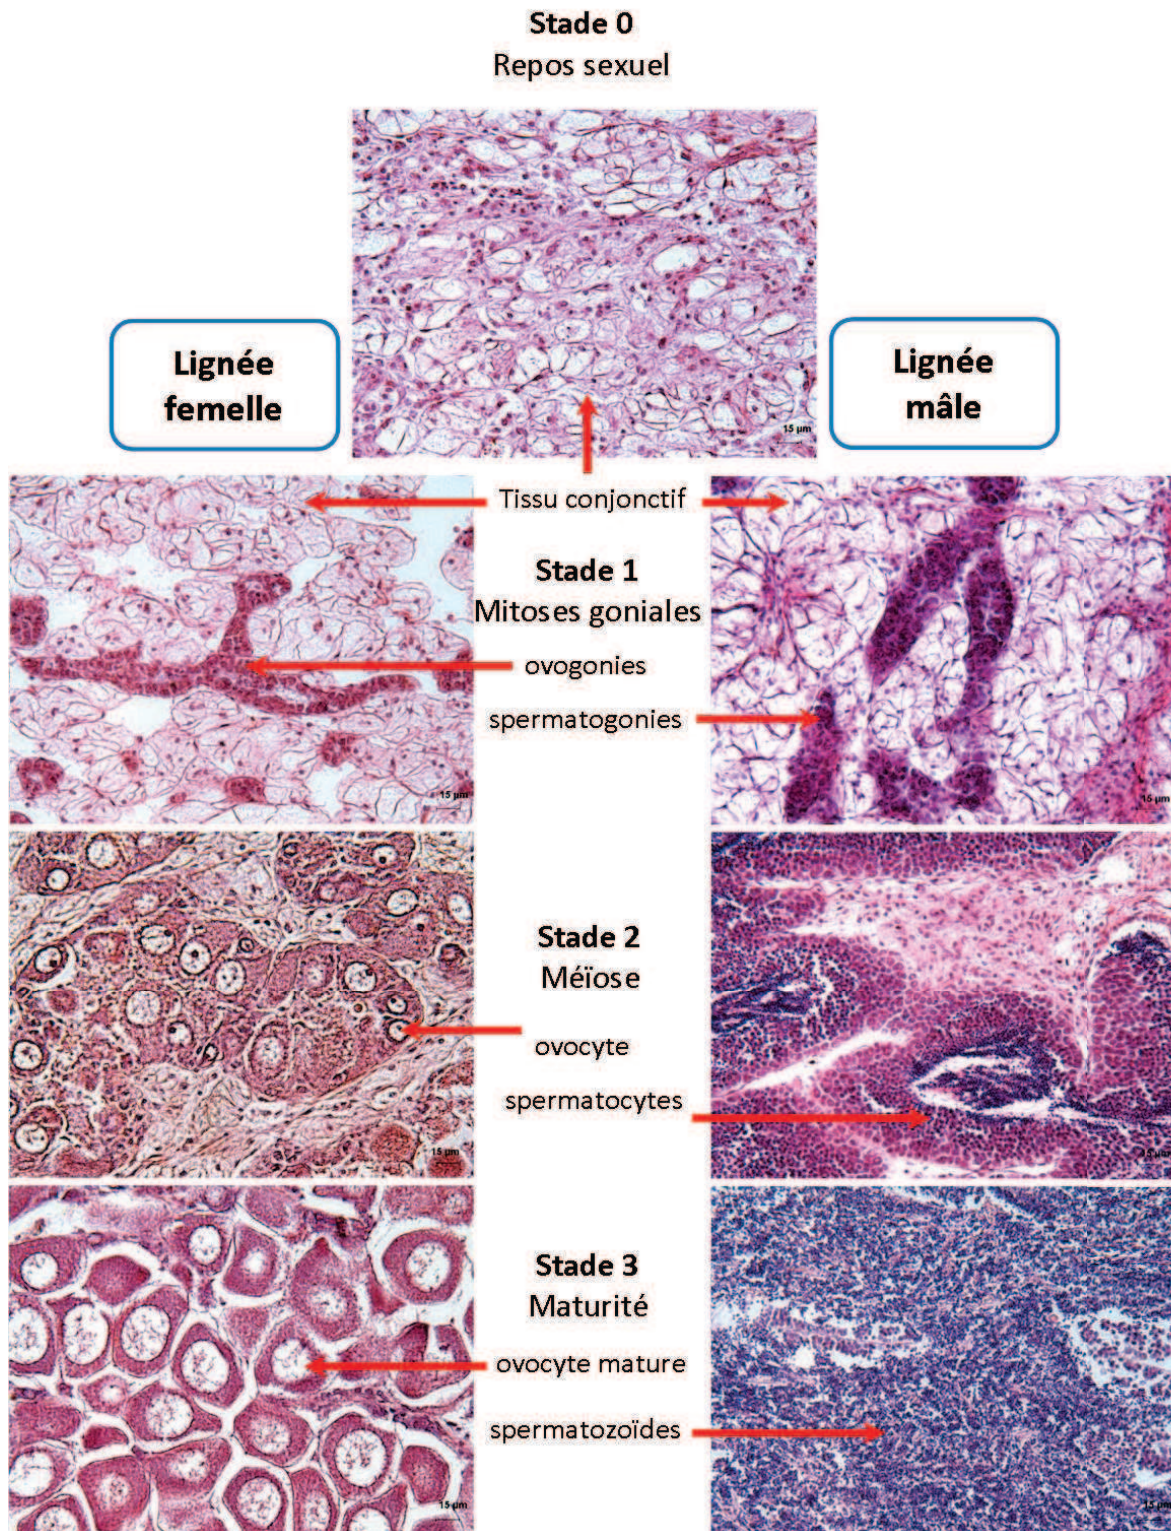 Stade 0
Repos sexuel
15 µm
Lignée
femelle
Lignée
mâle
Tissu conjonctif
Stade 1
Mitoses goniales
ovogonies
spermatogonies
15 µm
15 µm
Stade 2
Méïose
ovocyte
spermatocytes
15 µm
15 µm
Stade 3
Maturité
ovocyte mature
spermatozoïdes
15 µm
15 µm